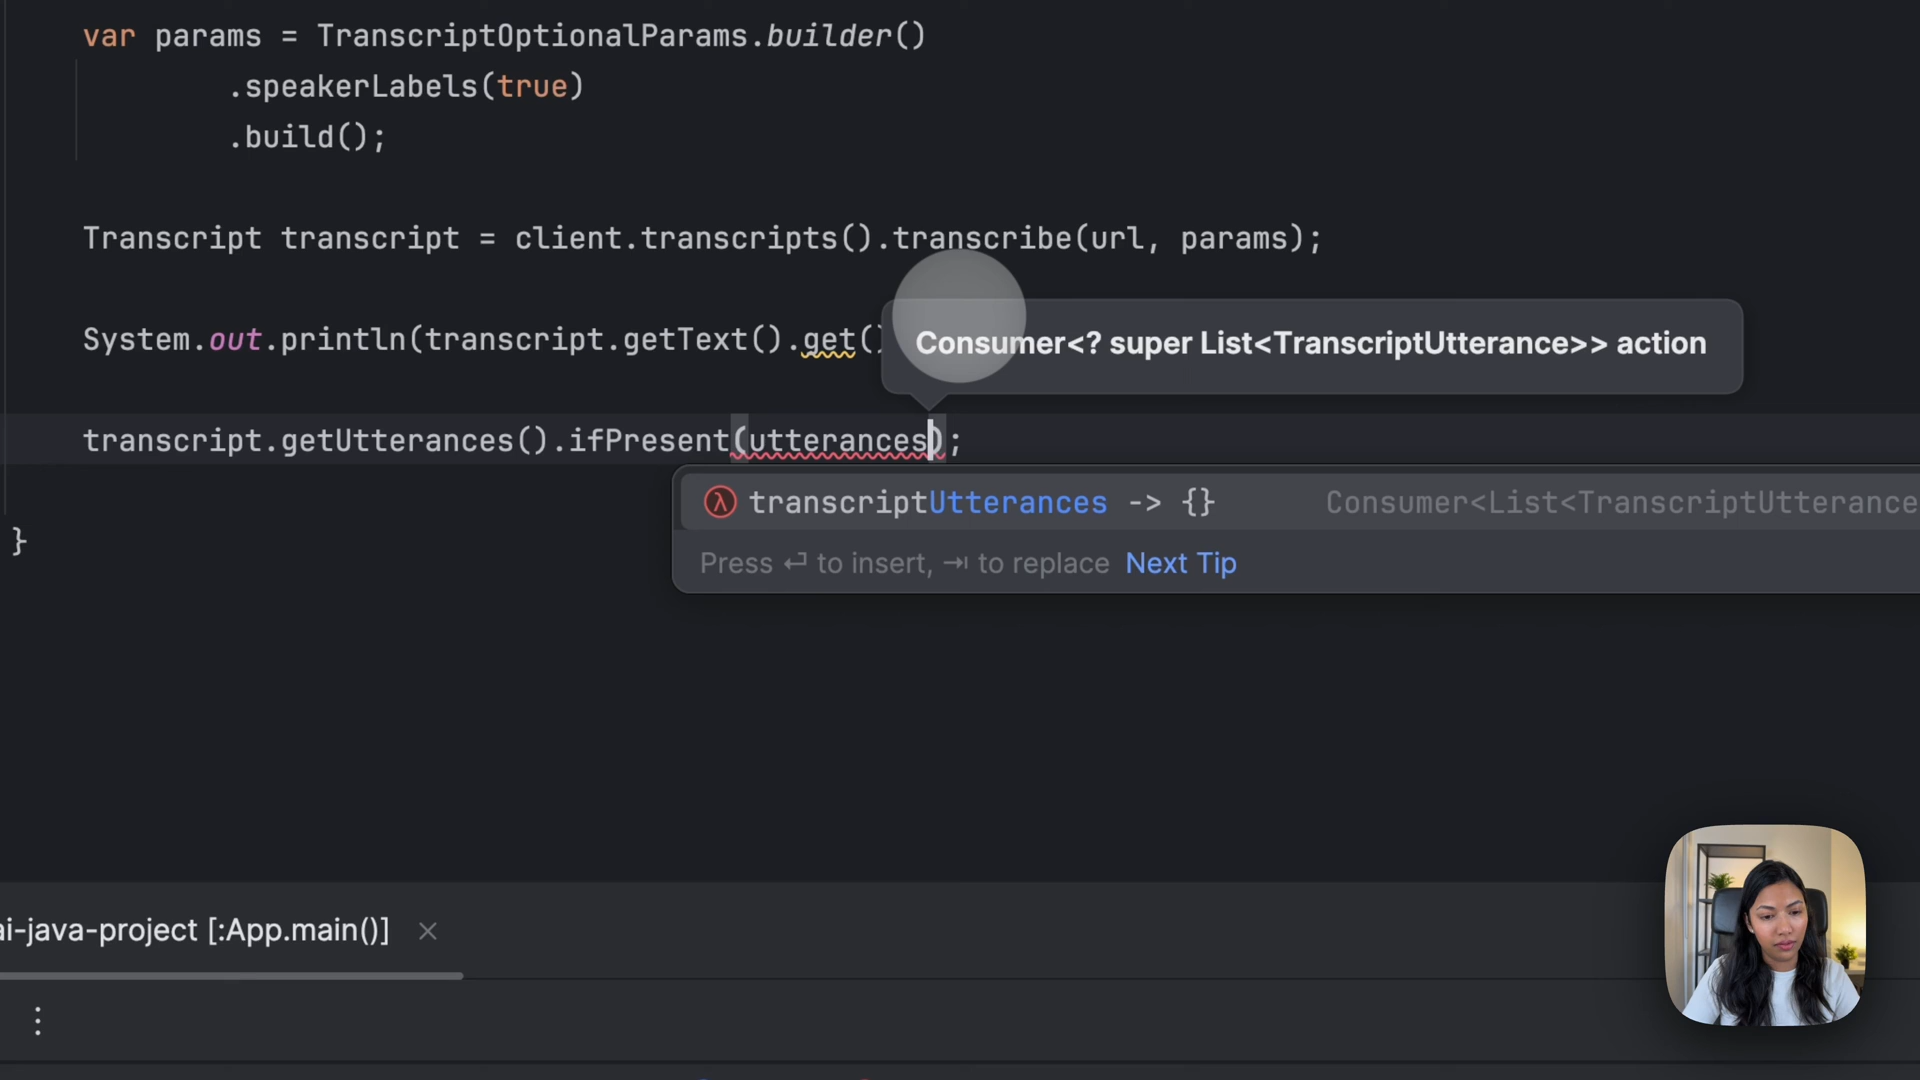 var params = TranscriptOptionalParams.builder()
.speakerLabels(true)
.build();
Transcript transcript = client.transcripts().transcribe(url, params);
System.out.println(transcript.getText().get()
Consumer<? super List<TranscriptUtterance>> action
transcript.getUtterances().ifPresent(utterances);
λ transcriptUtterances -> {} Consumer<List<TranscriptUtterance
Press ⏎ to insert, ⇥ to replace Next Tip
}
ai-java-project [:App.main()] ×